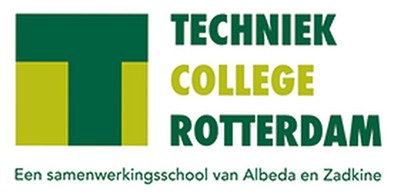 TECHNIEK
COLLEGE
ROTTERDAM
Een samenwerkingsschool van Albeda en Zadkine